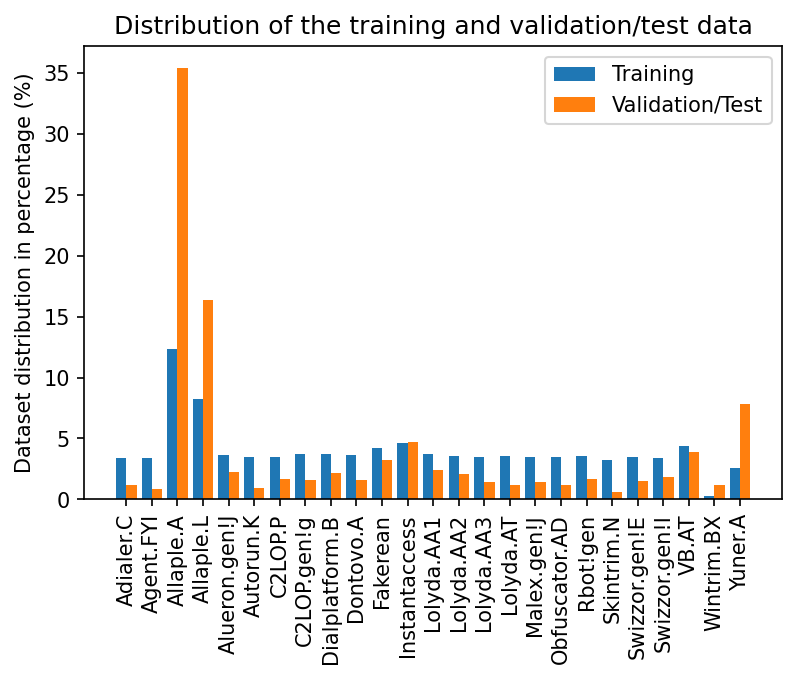 Distribution of the training and validation/test data
Training
Validation/Test
Dataset distribution in percentage (%)
35
30
25
20
15
10
5
0
Adialer.C
Agent.FYI
Allaple.A
Allaple.L
Alueron.gen!J
Autorun.K
C2LOP.P
C2LOP.gen!g
Dialplatform.B
Dontovo.A
Fakerean
Instantaccess
Lolyda.AA1
Lolyda.AA2
Lolyda.AA3
Lolyda.AT
Malex.gen!J
Obfuscator.AD
Rbot!gen
Skintrim.N
Swizzor.gen!E
Swizzor.gen!I
VB.AT
Wintrim.BX
Yuner.A